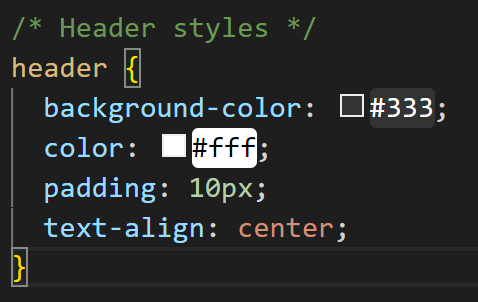 /* Header styles */
header {
  background-color: #333;
  color: #fff;
  padding: 10px;
  text-align: center;
}